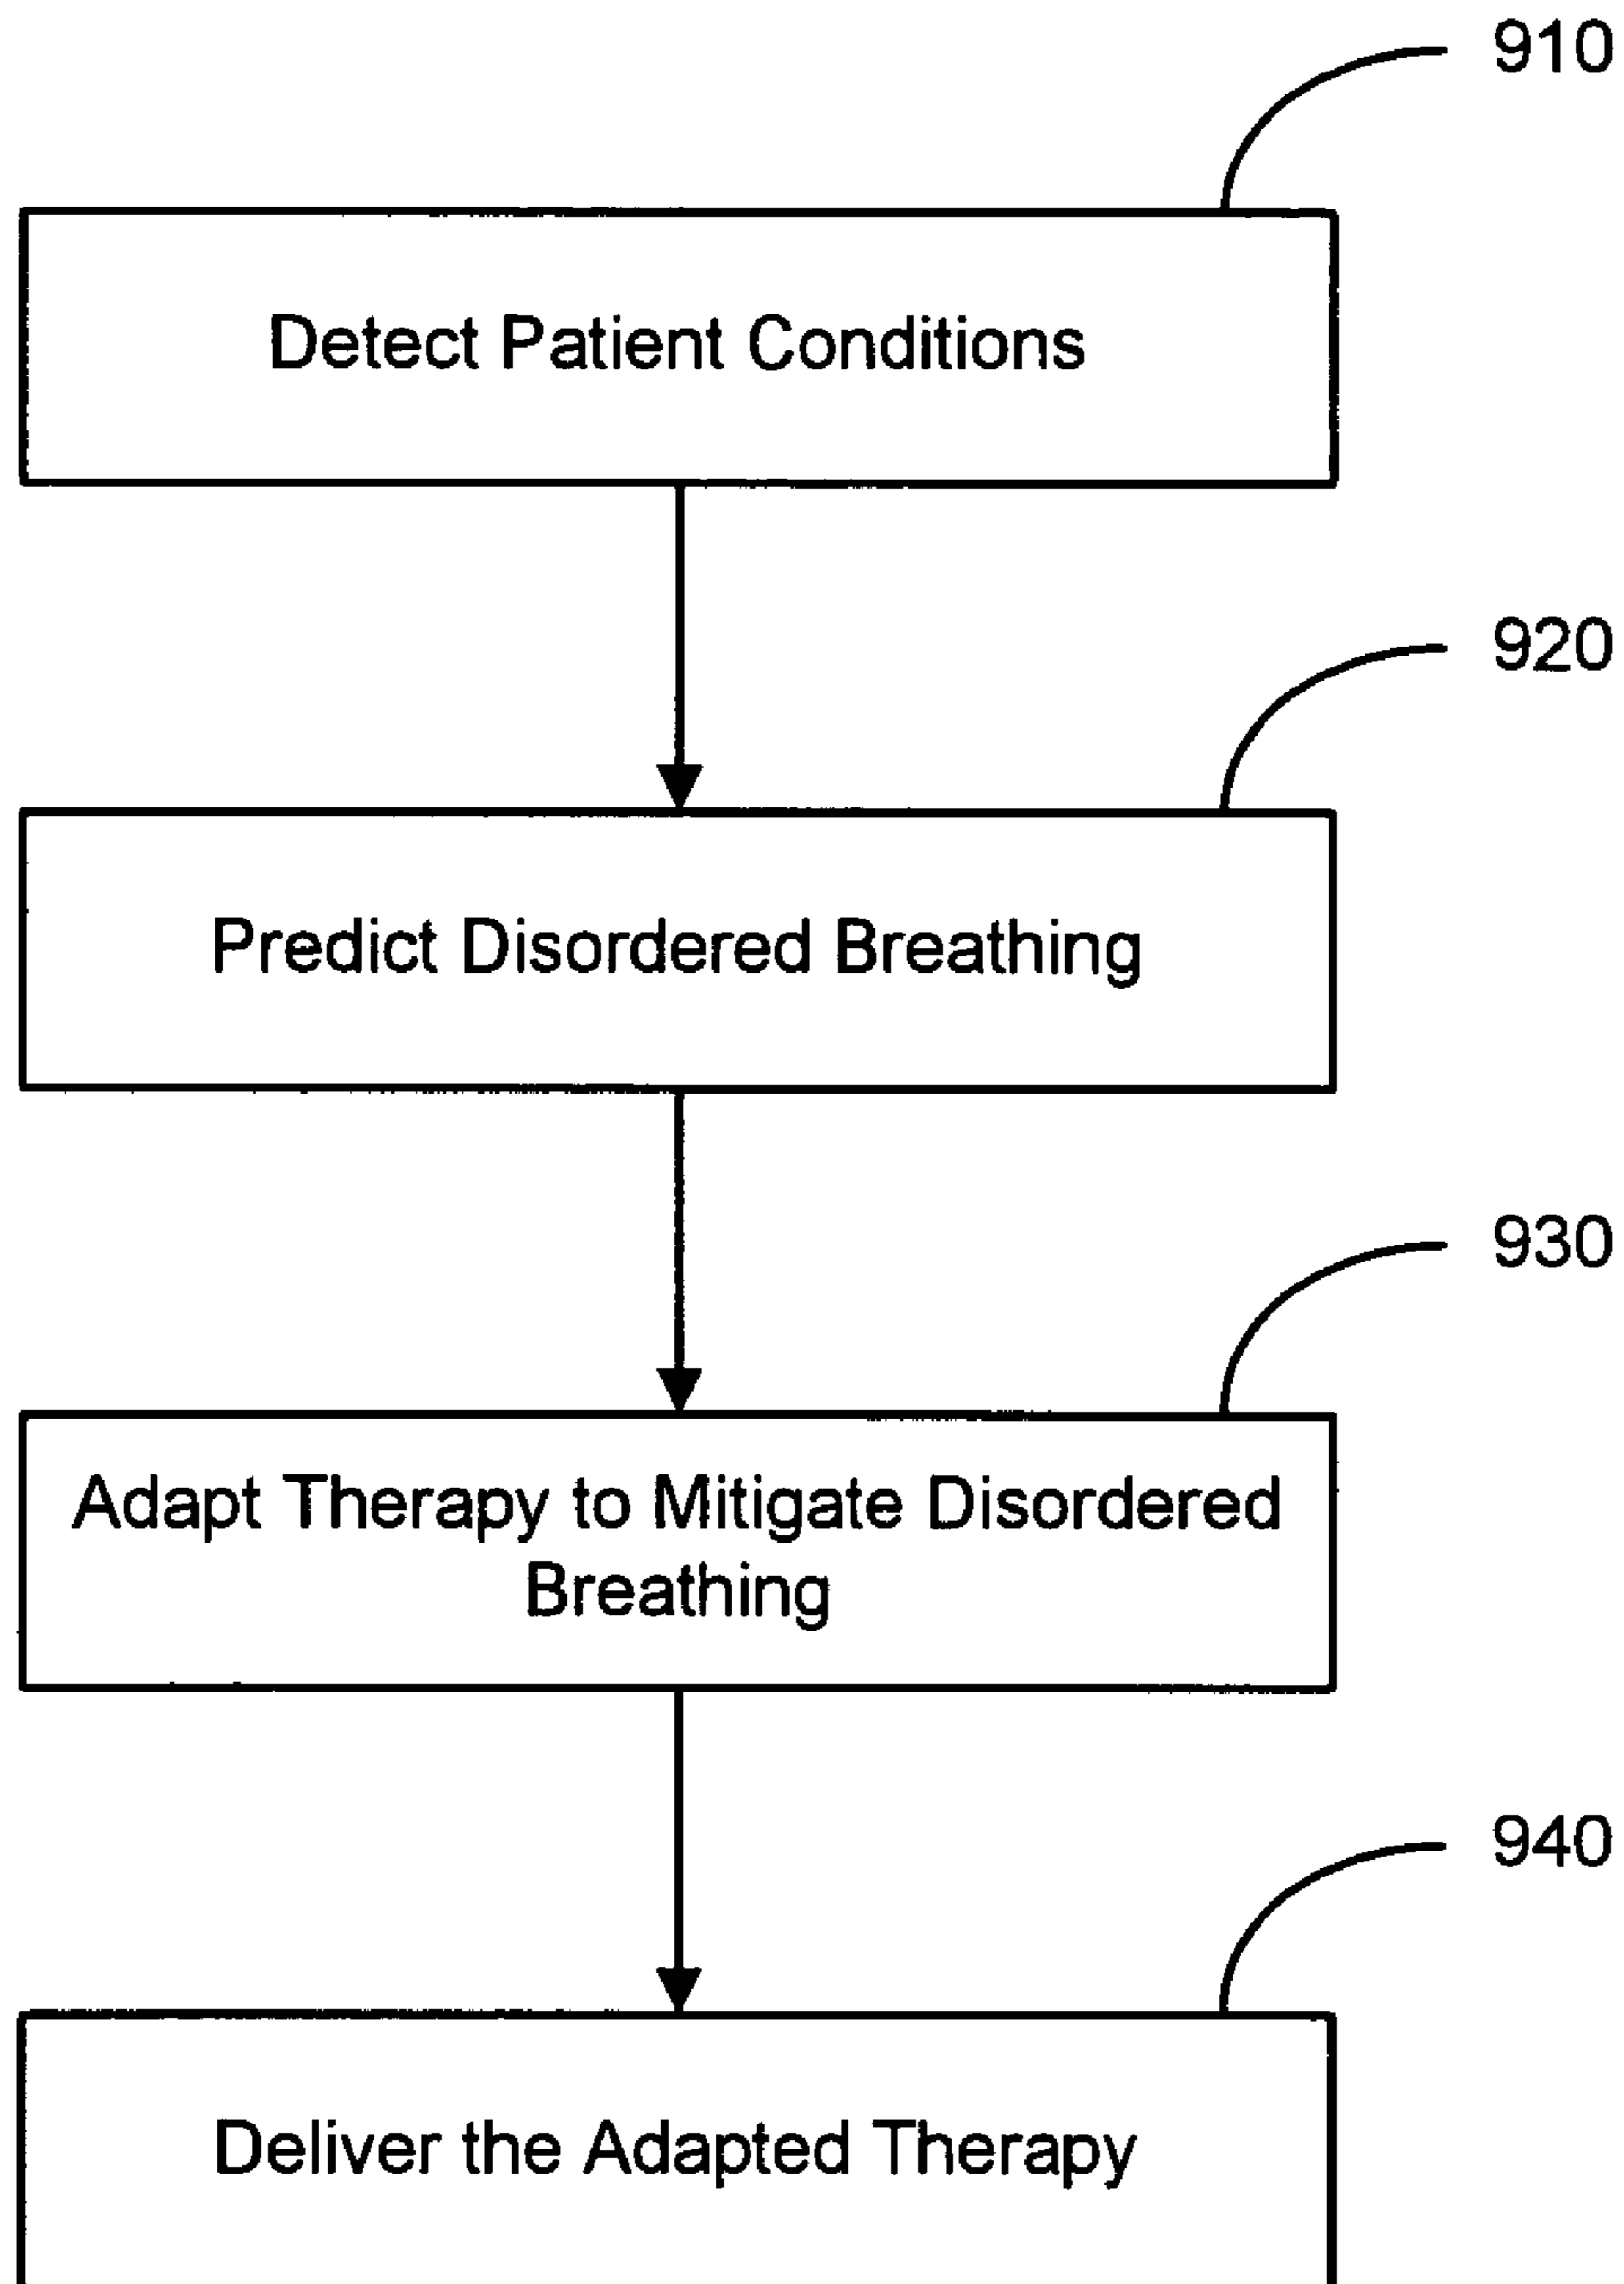 910
Detect Patient Conditions
920
Predict Disordered Breathing
930
Adapt Therapy to Mitigate Disordered
Breathing
940
Deliver the Adapted Therapy